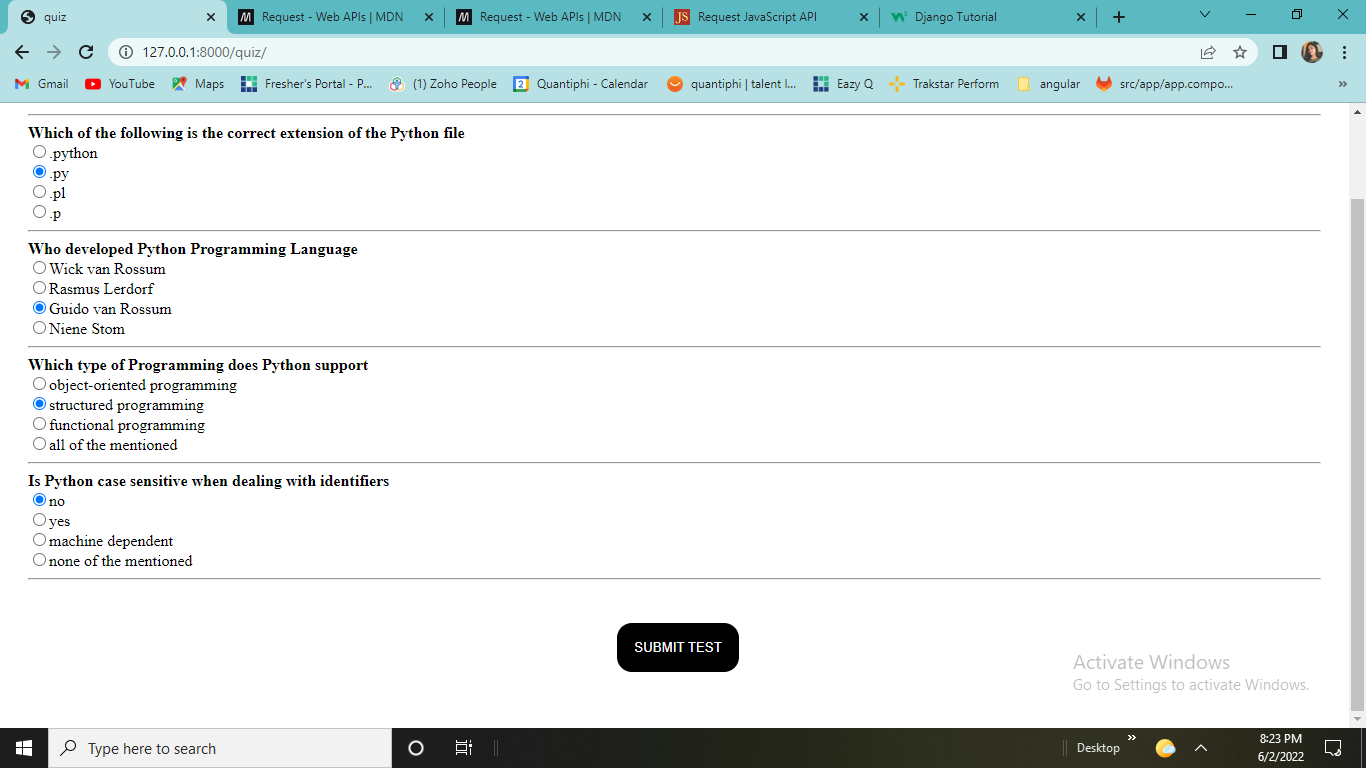 quiz
Request - Web APIs | MDN
Request - Web APIs | MDN
JS Request JavaScript API
Django Tutorial
127.0.0.1:8000/quiz/
Gmail
YouTube
Maps
Fresher's Portal - P...
(1) Zoho People
2 Quantiphi - Calendar
quantiphi | talent l...
Eazy Q
Trakstar Perform
angular
src/app/app.compo...
»
Which of the following is the correct extension of the Python file
.python
.py
.pl
.p
Who developed Python Programming Language
Wick van Rossum
Rasmus Lerdorf
Guido van Rossum
Niene Stom
Which type of Programming does Python support
object-oriented programming
structured programming
functional programming
all of the mentioned
Is Python case sensitive when dealing with identifiers
no
yes
machine dependent
none of the mentioned
SUBMIT TEST
Activate Windows
Go to Settings to activate Windows.
Type here to search
Desktop »
8:23 PM
6/2/2022